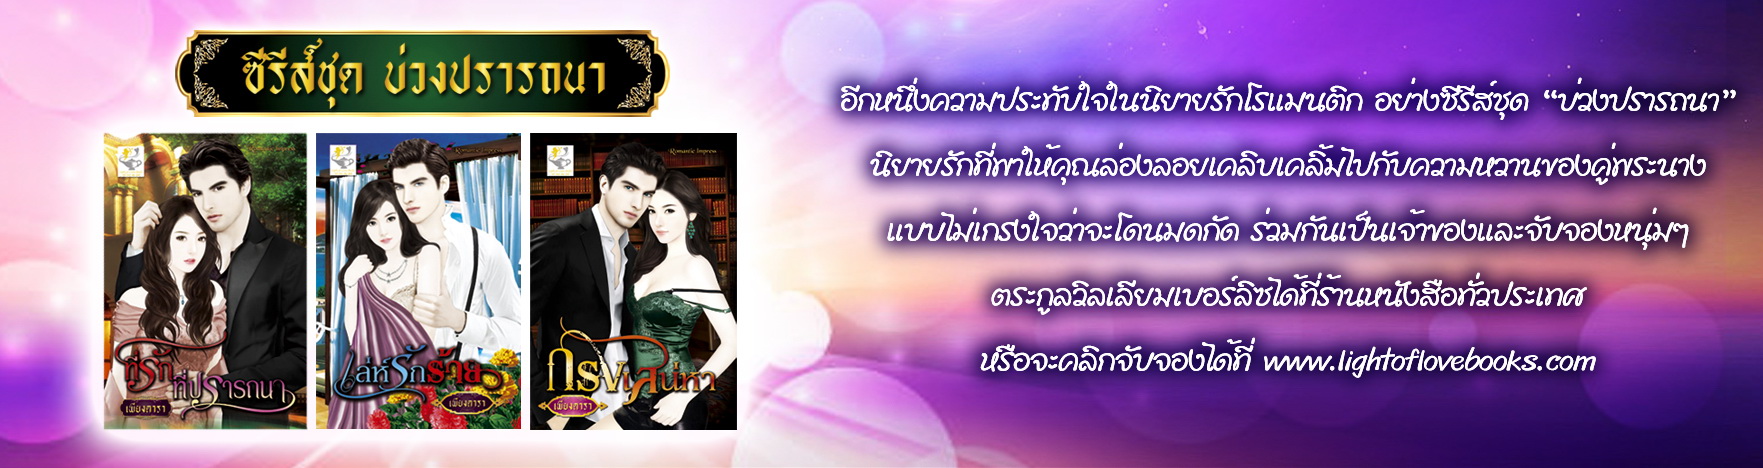 ซีรีส์ชุด บ่วงปรารถนา
Romantic Impress
ที่รัก
ที่ปรารถนา
เพียงดารา
เล่ห์รักร้าย
เพียงดารา
กรงเสน่หา
เพียงดารา
อีกหนึ่งความประทับใจในนิยายรักโรแมนติก อย่างซีรีส์ชุด “บ่วงปรารถนา”
นิยายรักที่พาให้คุณล่องลอยเคลิบเคลิ้มไปกับความหวานของคู่พระนาง
แบบไม่เกรงใจว่าจะโดนมดกัด ร่วมกันเป็นเจ้าของและจับจองหนุ่มๆ
ตระกูลวิลเลียมเบอร์ลิซได้ที่ร้านหนังสือทั่วประเทศ
หรือจะคลิกจับจองได้ที่ www.lightoflovebooks.com